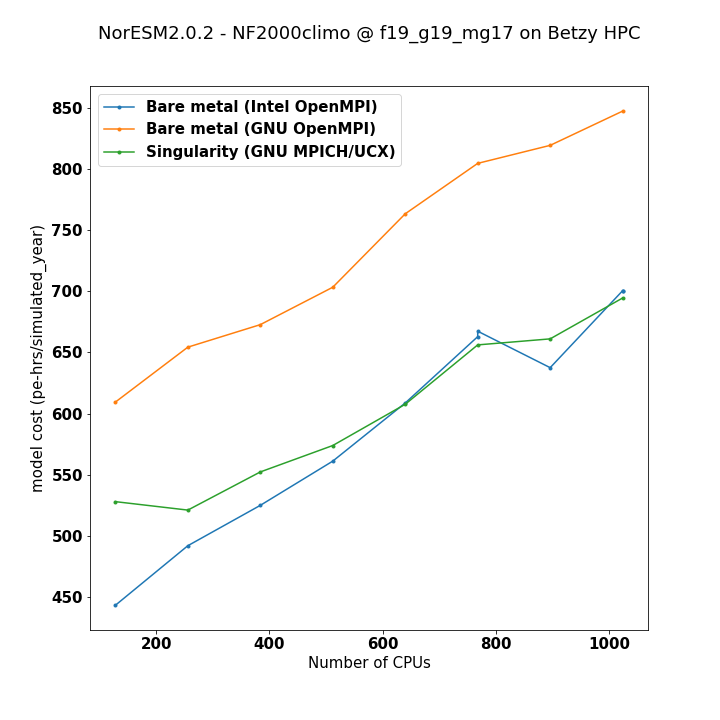 NorESM2.0.2 - NF2000climo @ f19_g19_mg17 on Betzy HPC
Bare metal (Intel OpenMPI)
Bare metal (GNU OpenMPI)
Singularity (GNU MPICH/UCX)
model cost (pe-hrs/simulated_year)
850
800
750
700
650
600
550
500
450
200 400 600 800 1000
Number of CPUs